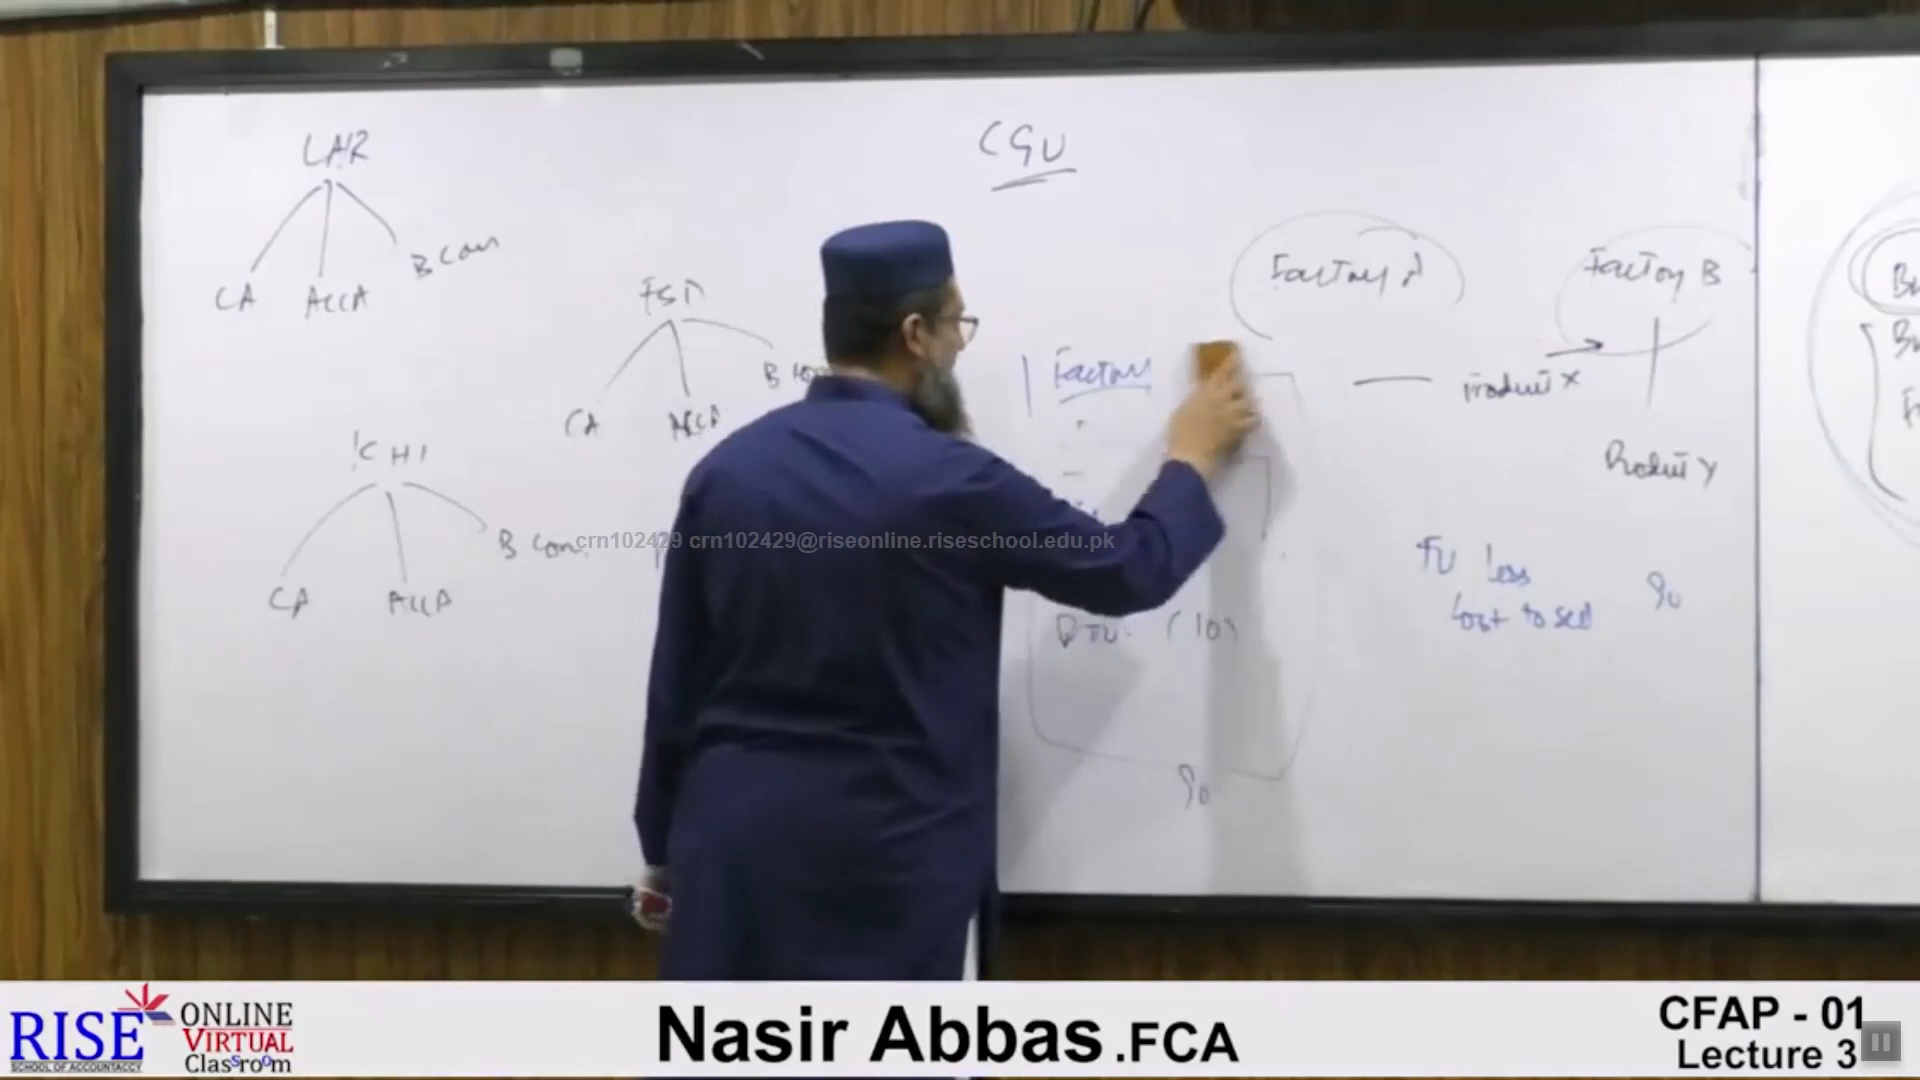 CGU
LHR
CA
ACCA
B Com
FSD
CA
ACCA
B
KHI
CA
ACCA
B Com
Factory A
Factory B
Factory
Product X
Product Y
FV less
Cost to sell
90
90
crn102429 crn102429@riseonline.riseschool.edu.pk
RISE
SCHOOL OF ACCOUNTANCY
ONLINE
VIRTUAL
Classroom
Nasir Abbas .FCA
CFAP - 01
Lecture 3